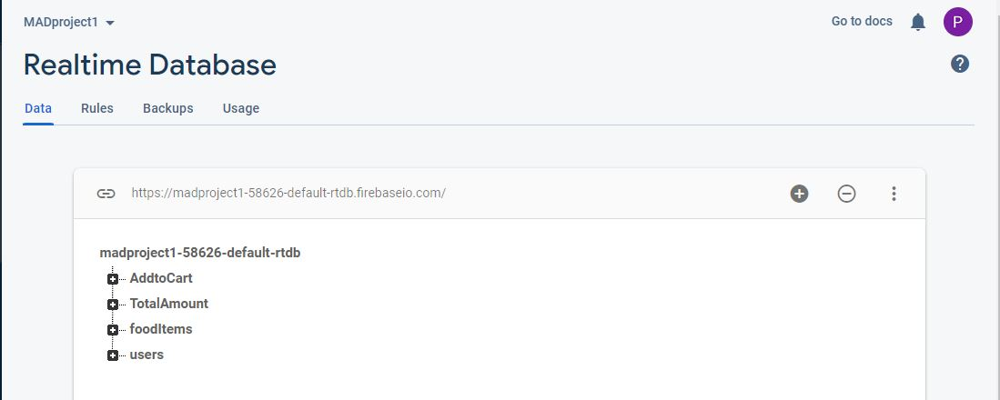 MADproject1
Go to docs
P
Realtime Database
?
Data Rules Backups Usage
https://madproject1-58626-default-rtdb.firebaseio.com/
madproject1-58626-default-rtdb
AddtoCart
TotalAmount
foodItems
users